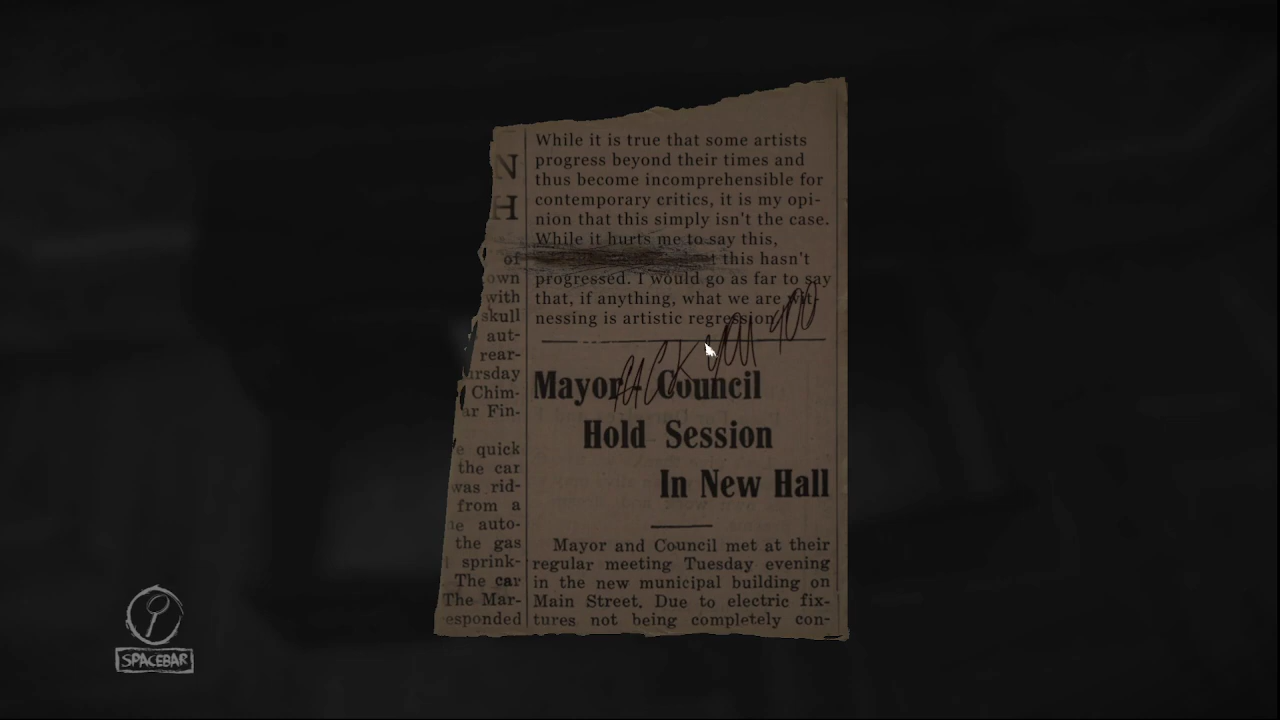 N
H
of
own
with
skull
aut-
rear-
ursday
Chim-
ar Fin-
e quick
the car
was rid-
from a
e auto-
the gas
sprink-
The car
The Mar-
esponded
While it is true that some artists
progress beyond their times and
thus become incomprehensible for
contemporary critics, it is my opi-
nion that this simply isn't the case.
While it hurts me to say this,
this hasn't
progressed. I would go as far to say
that, if anything, what we are wit-
nessing is artistic regression
FUCK YOU TOO
Mayor - Council
Hold Session
In New Hall
Mayor and Council met at their
regular meeting Tuesday evening
in the new municipal building on
Main Street. Due to electric fix-
tures not being completely con-
SPACEBAR